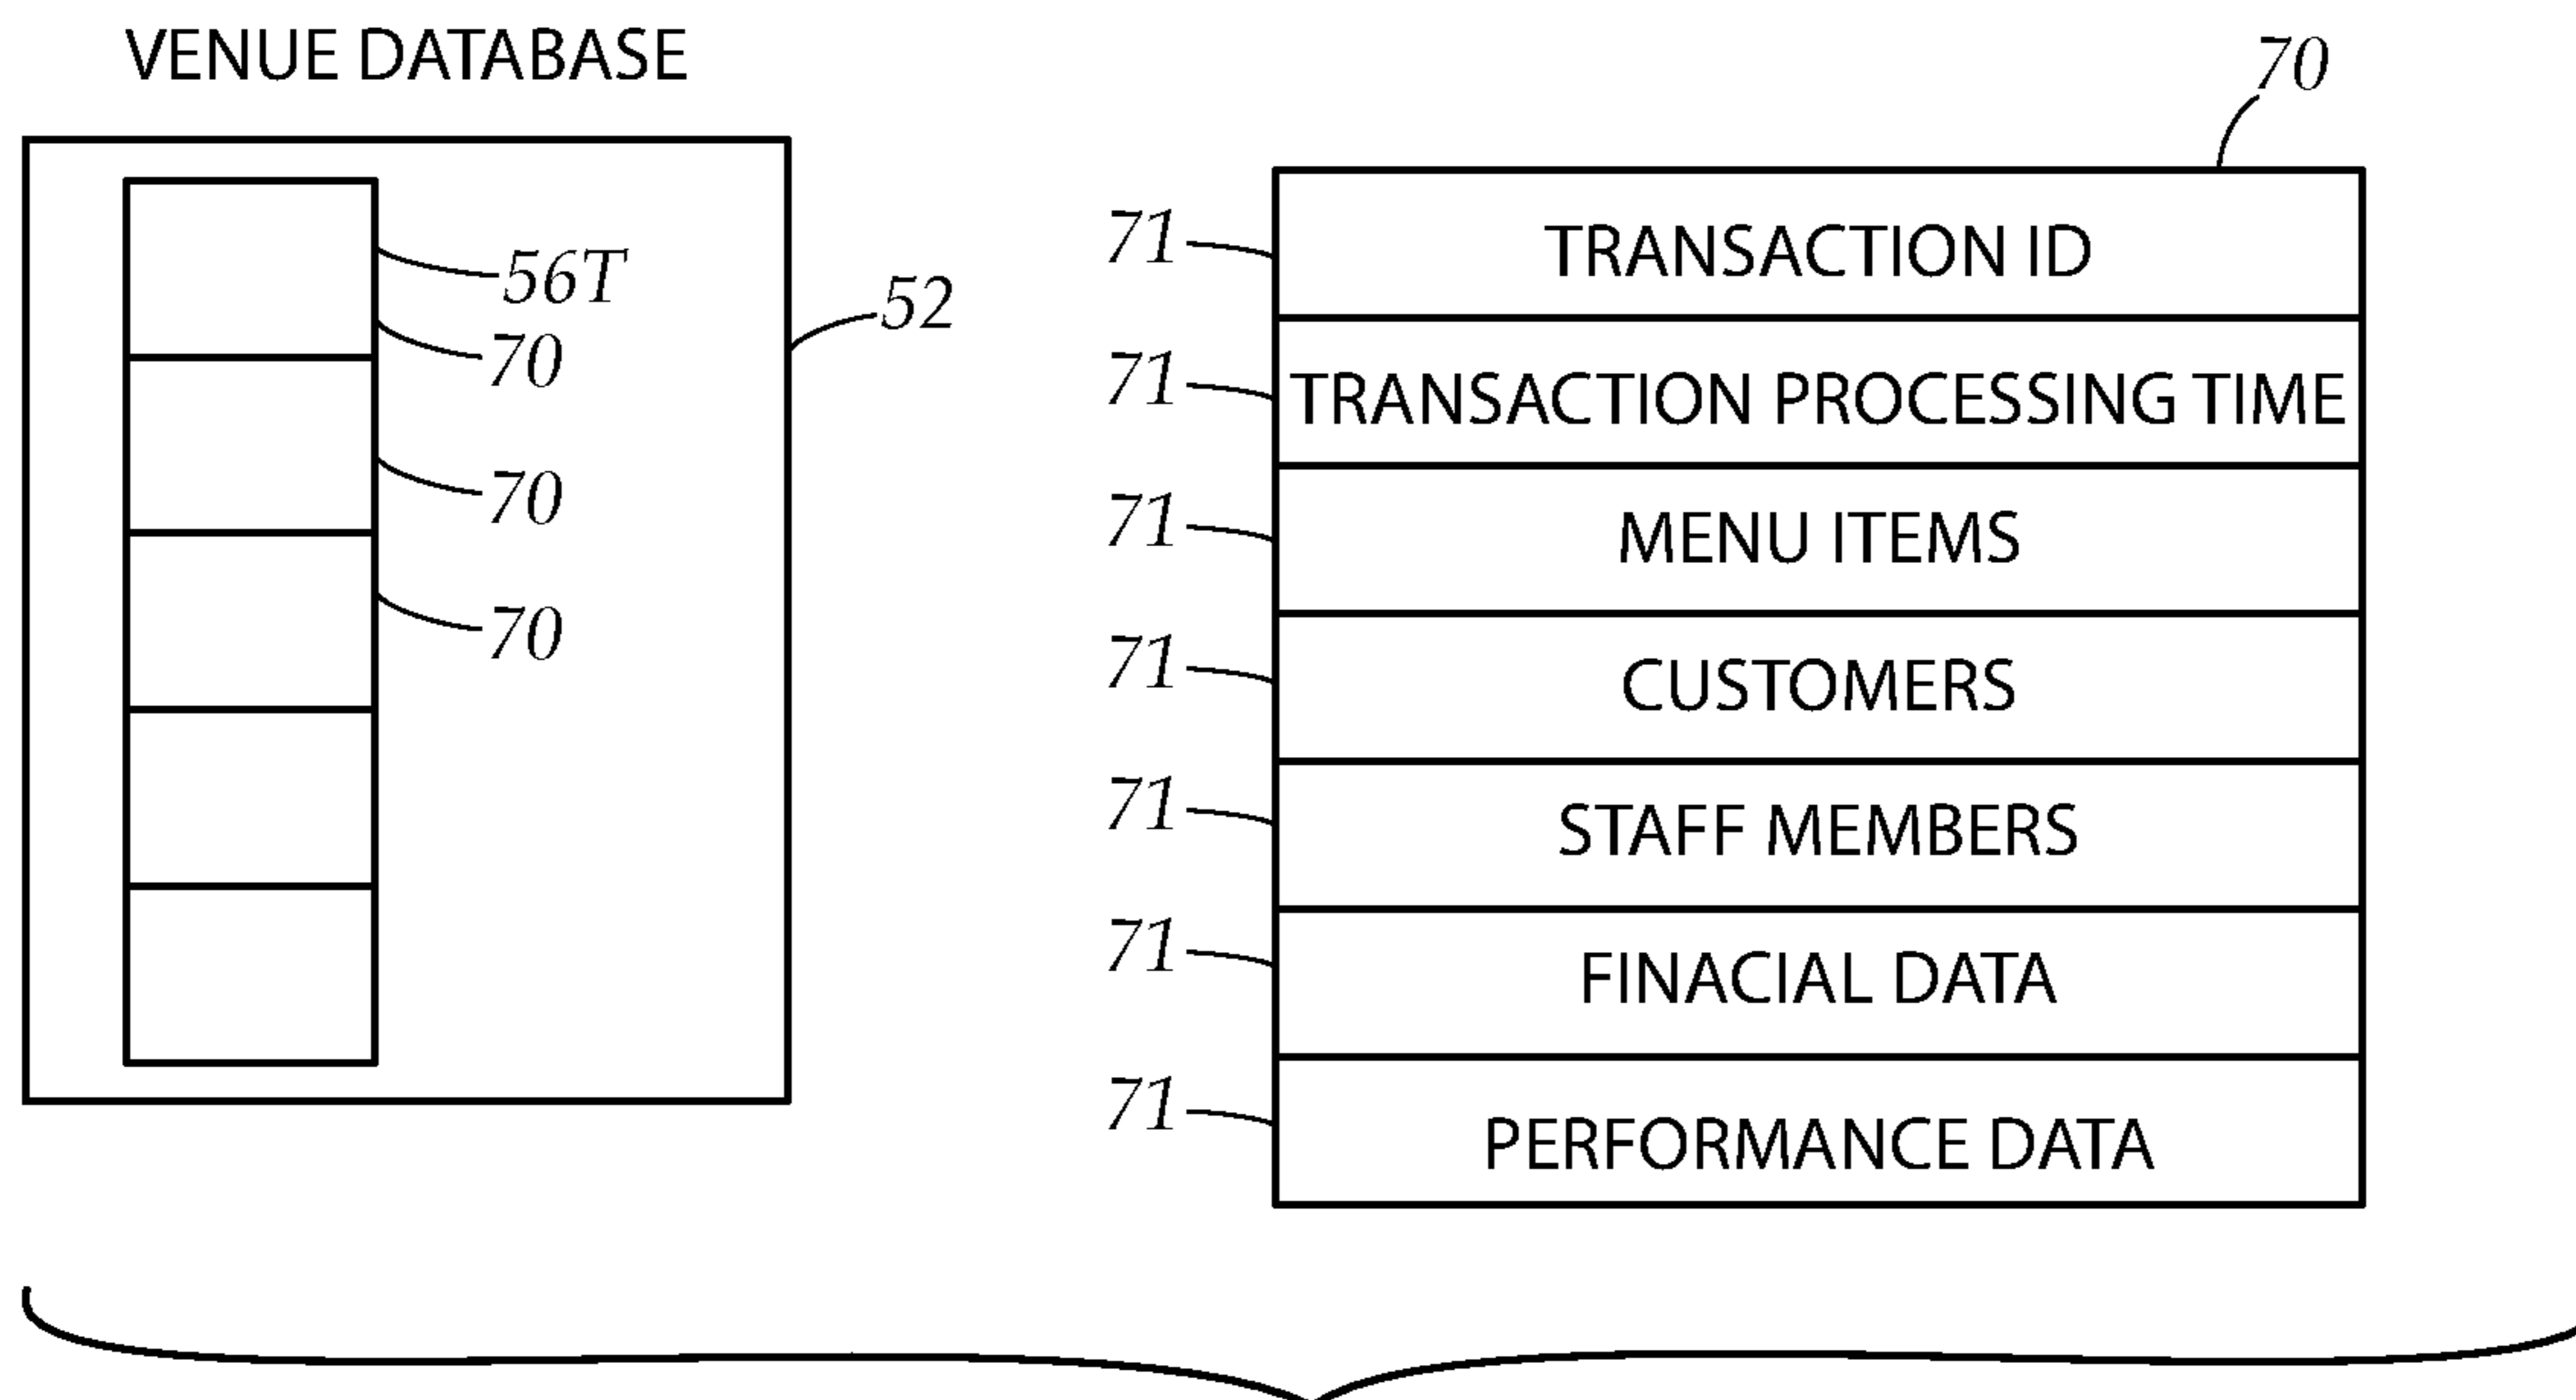 VENUE DATABASE
56T
70
70
70
52
70
71 TRANSACTION ID
71 TRANSACTION PROCESSING TIME
71 MENU ITEMS
71 CUSTOMERS
71 STAFF MEMBERS
71 FINACIAL DATA
71 PERFORMANCE DATA